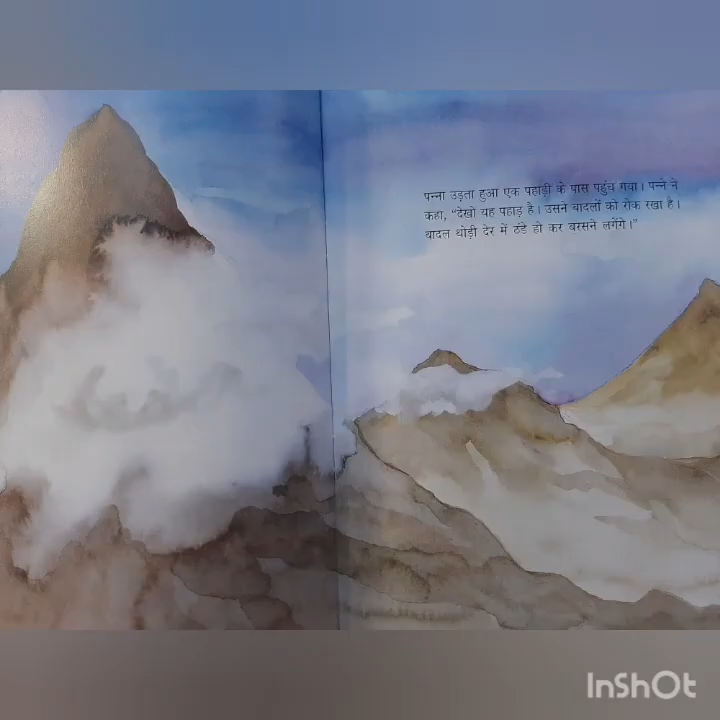 पन्ना उड़ता हुआ एक पहाड़ी के पास पहुंच गया। पन्ने ने
कहा, “देखो यह पहाड़ है। उसने बादलों को रोक रखा है।
बादल थोड़ी देर में ठंडे हो कर बरसने लगेंगे।”
InShOt